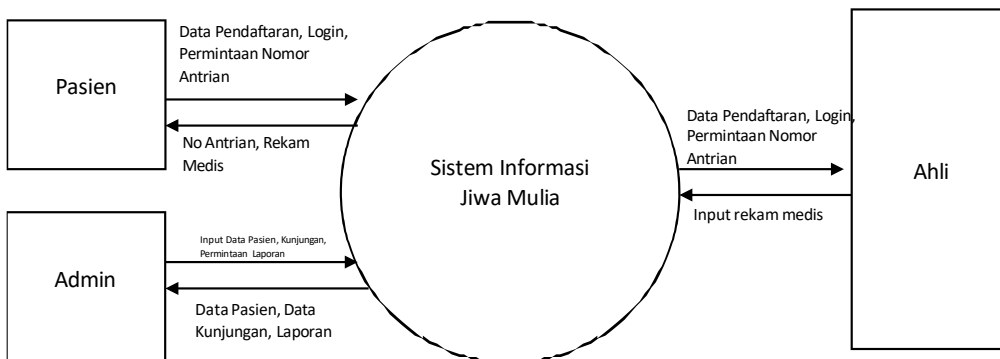 Pasien
Data Pendaftaran, Login,
Permintaan Nomor
Antrian
No Antrian, Rekam
Medis
Admin
Input Data Pasien, Kunjungan,
Permintaan Laporan
Data Pasien, Data
Kunjungan, Laporan
Sistem Informasi
Jiwa Mulia
Data Pendaftaran, Login,
Permintaan Nomor
Antrian
Input rekam medis
Ahli